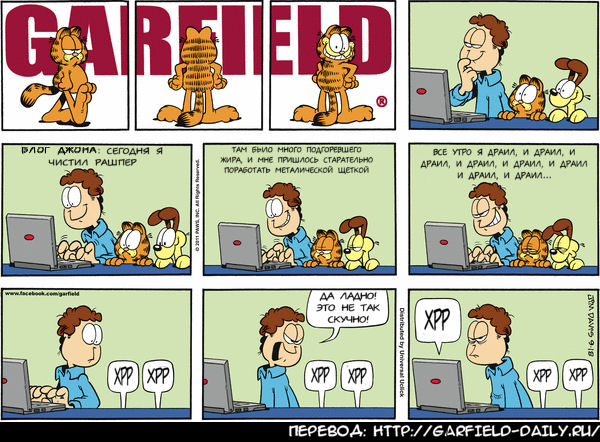 GARFIELD
®
БЛОГ ДЖОНА: СЕГОДНЯ Я
ЧИСТИЛ РАШПЕР
© 2011 PAWS, INC. All Rights Reserved.
ТАМ БЫЛО МНОГО ПОДГОРЕВШЕГО
ЖИРА, И МНЕ ПРИШЛОСЬ СТАРАТЕЛЬНО
ПОРАБОТАТЬ МЕТАЛИЧЕСКОЙ ЩЕТКОЙ
ВСЕ УТРО Я ДРАИЛ, И ДРАИЛ, И
ДРАИЛ, И ДРАИЛ, И ДРАИЛ, И ДРАИЛ
И ДРАИЛ, И ДРАИЛ...
www.facebook.com/garfield
ХРР
ХРР
ДА ЛАДНО!
ЭТО НЕ ТАК
СКУЧНО!
ХРР
ХРР
Distributed by Universal Uclick
ХРР
ХРР
ХРР
JIM DAVIS 9-18
ПЕРЕВОД: HTTP://GARFIELD-DAILY.RU/